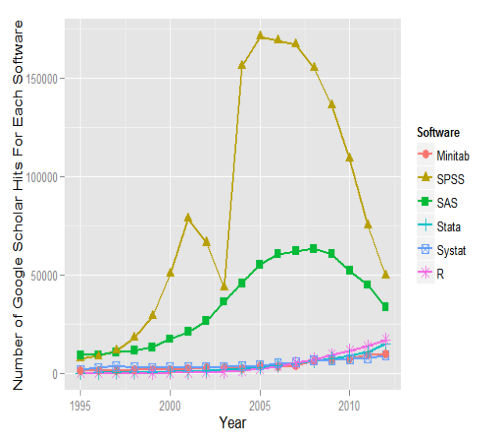 Number of Google Scholar Hits For Each Software
150000
100000
50000
0
1995
2000
2005
2010
Year
Software
Minitab
SPSS
SAS
Stata
Systat
R